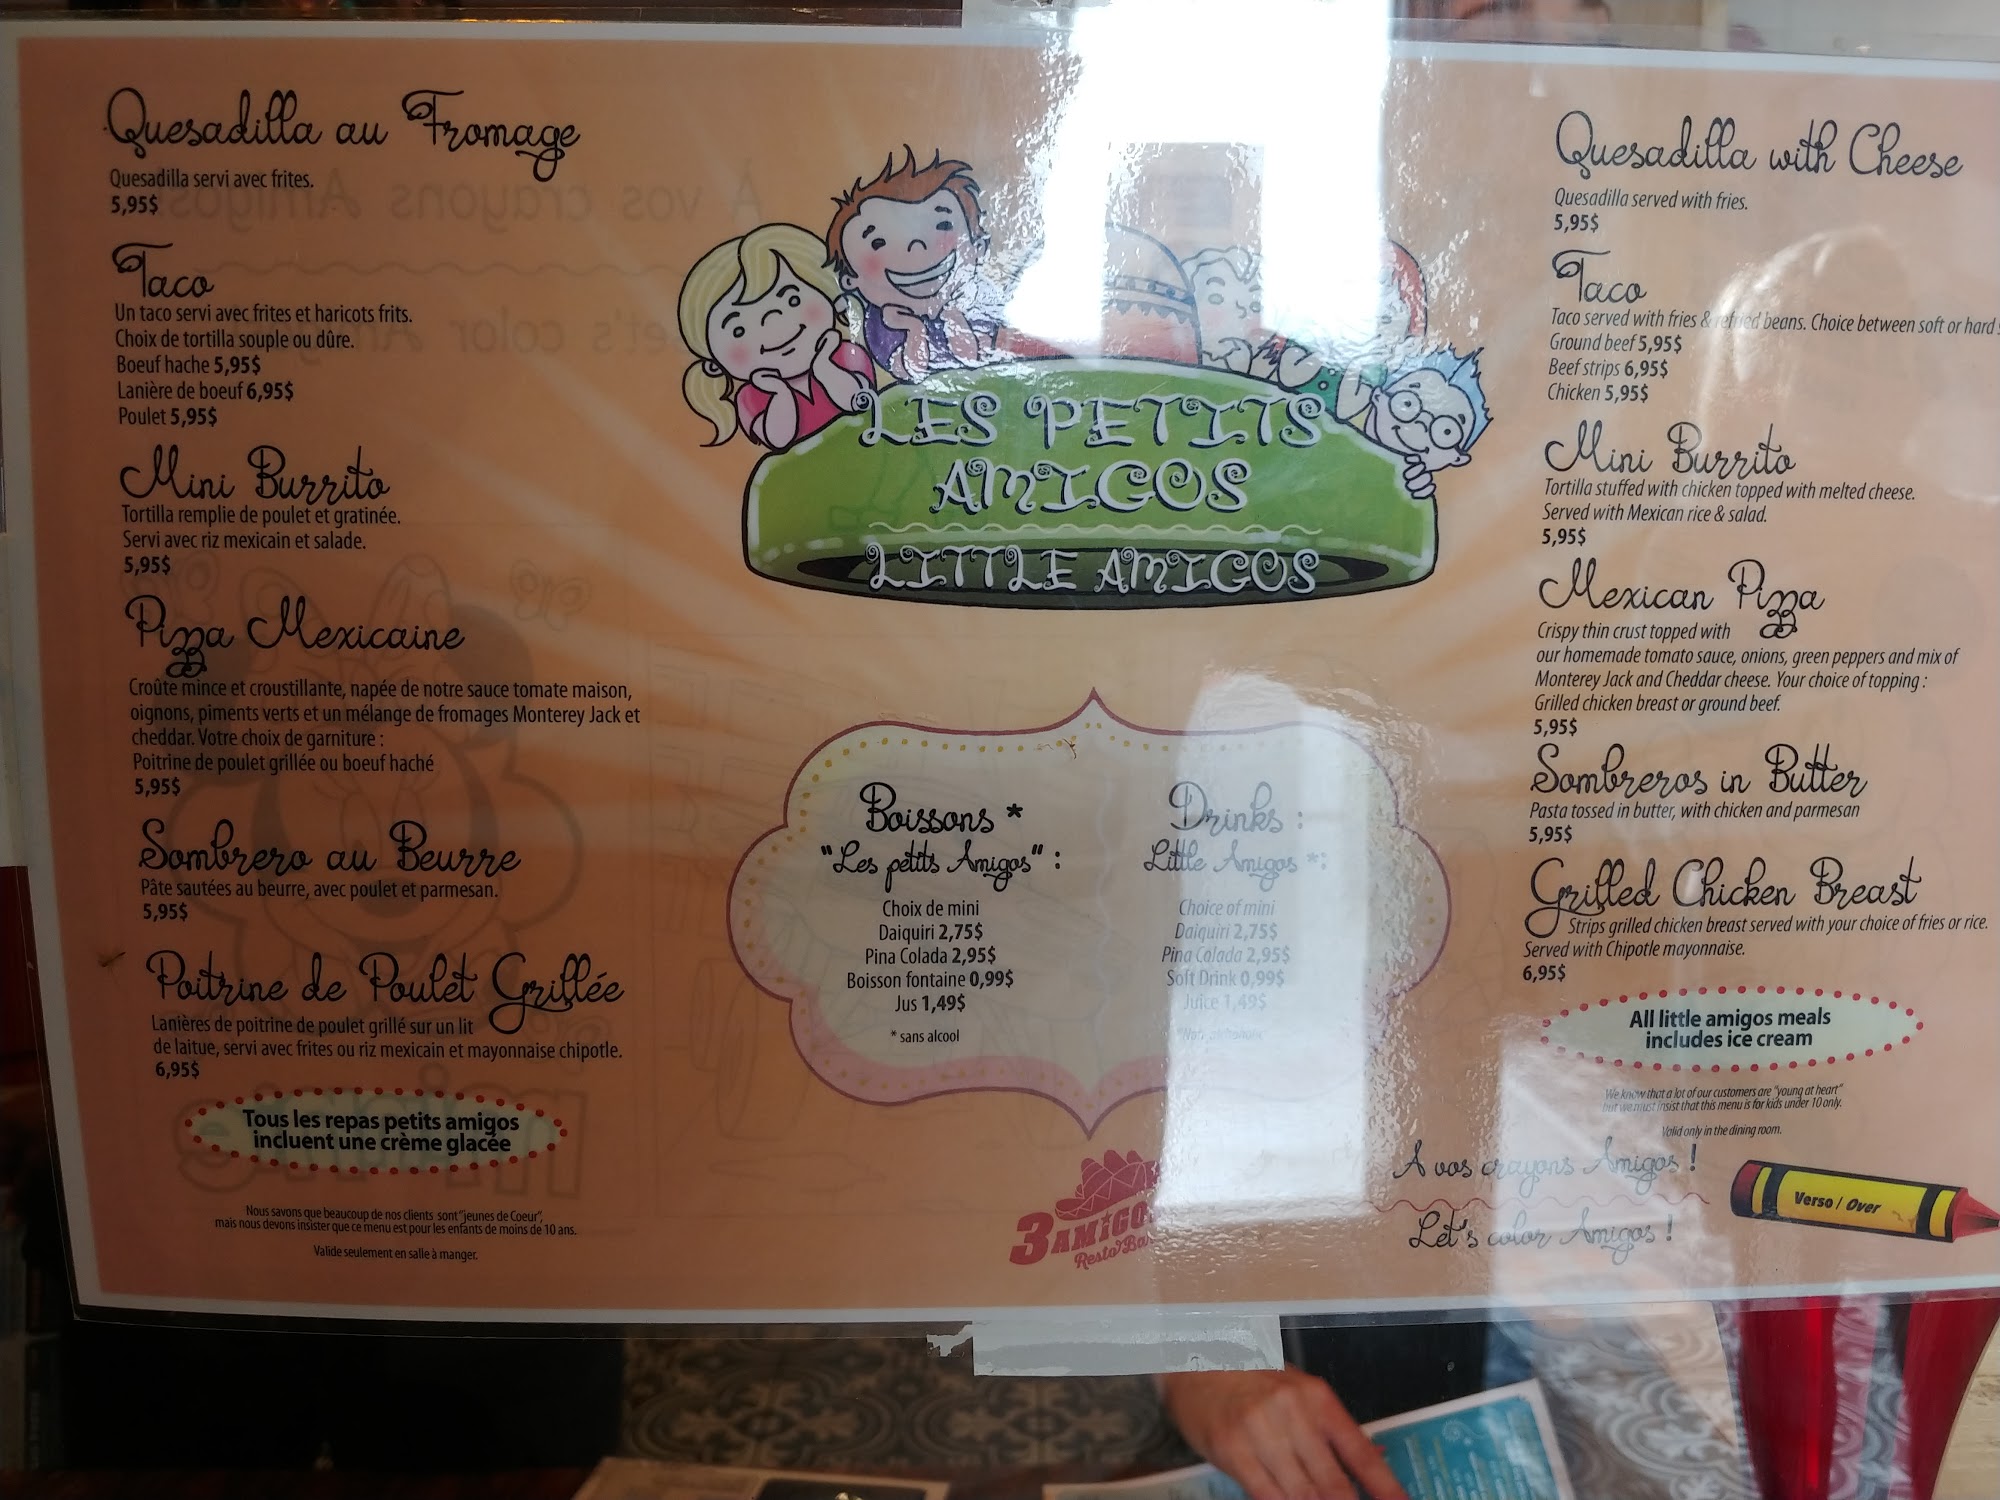 Quesadilla au Fromage
Quesadilla servi avec frites.
5,95$
Taco
Un taco servi avec frites et haricots frits.
Choix de tortilla souple ou dûre.
Boeuf hache 5,95$
Lanière de boeuf 6,95$
Poulet 5,95$
Mini Burrito
Tortilla remplie de poulet et gratinée.
Servi avec riz mexicain et salade.
5,95$
Pizza Mexicaine
Croûte mince et croustillante, napée de notre sauce tomate maison,
oignons, piments verts et un mélange de fromages Monterey Jack et
cheddar. Votre choix de garniture :
Poitrine de poulet grillée ou boeuf haché
5,95$
Sombrero au Beurre
Pâte sautées au beurre, avec poulet et parmesan.
5,95$
Poitrine de Poulet Grillée
Lanières de poitrine de poulet grillé sur un lit
de laitue, servi avec frites ou riz mexicain et mayonnaise chipotle.
6,95$
Tous les repas petits amigos
incluent une crème glacée
Nous savons que beaucoup de nos clients sont "jeunes de Coeur",
mais nous devons insister que ce menu est pour les enfants de moins de 10 ans.
Valide seulement en salle à manger.
LES PETITS
AMIGOS
LITTLE AMIGOS
Boissons *
"Les petits Amigos" :
Choix de mini
Daiquiri 2,75$
Pina Colada 2,95$
Boisson fontaine 0,99$
Jus 1,49$
* sans alcool
Drinks :
Little Amigos *:
Choice of mini
Daiquiri 2,75$
Pina Colada 2,95$
Soft Drink 0,99$
Juice 1,49$
3 AMIGO
Resto Ba
Quesadilla with Cheese
Quesadilla served with fries.
5,95$
Taco
Taco served with fries & refried beans. Choice between soft or hard
Ground beef 5,95$
Beef strips 6,95$
Chicken 5,95$
Mini Burrito
Tortilla stuffed with chicken topped with melted cheese.
Served with Mexican rice & salad.
5,95$
Mexican Pizza
Crispy thin crust topped with
our homemade tomato sauce, onions, green peppers and mix of
Monterey Jack and Cheddar cheese. Your choice of topping :
Grilled chicken breast or ground beef.
5,95$
Sombreros in Butter
Pasta tossed in butter, with chicken and parmesan
5,95$
Grilled Chicken Breast
Strips grilled chicken breast served with your choice of fries or rice.
Served with Chipotle mayonnaise.
6,95$
All little amigos meals
includes ice cream
We know that a lot of our customers are "young at heart"
but we must insist that this menu is for kids under 10 only.
Valid only in the dining room.
A vos crayons Amigos !
Let's color Amigos !
Verso / Over